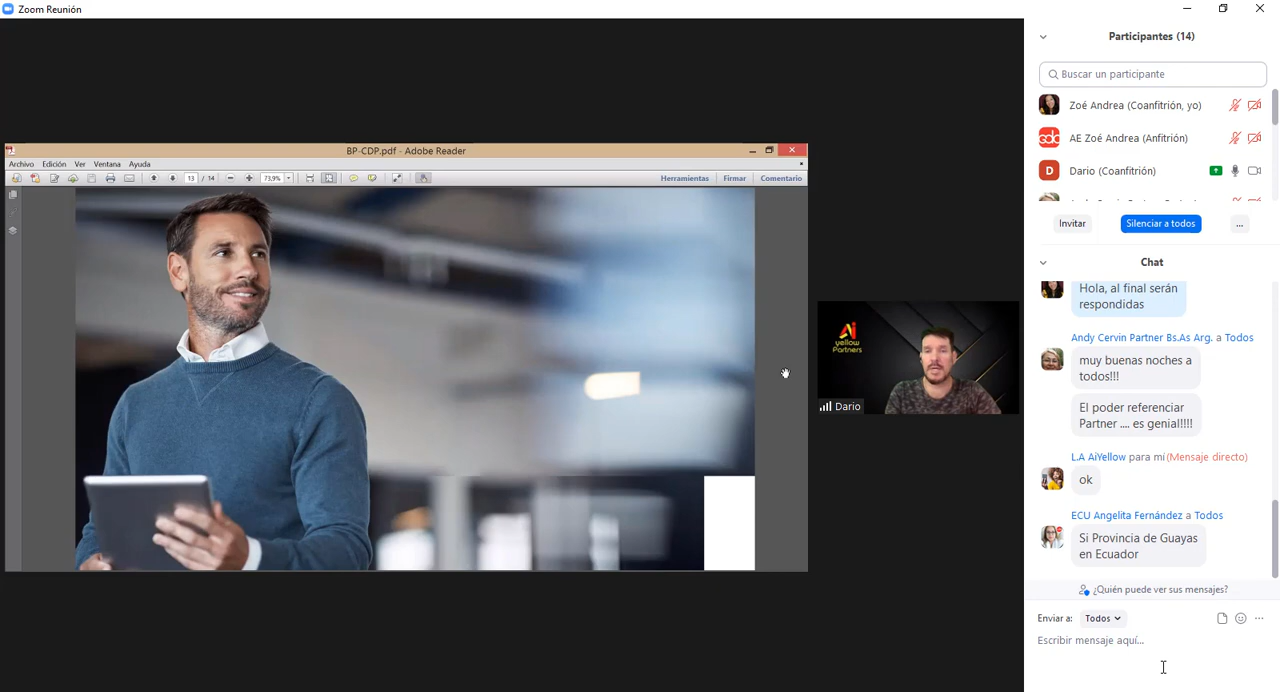 Zoom Reunión
BP-CDP.pdf - Adobe Reader
Archivo Edición Ver Ventana Ayuda
13 / 14 73,9%
Herramientas Firmar Comentario
Ai
yellow
Partners
Dario
Participantes (14)
Buscar un participante
Zoé Andrea (Coanfitrión, yo)
AE Zoé Andrea (Anfitrión)
D Dario (Coanfitrión)
Invitar Silenciar a todos ...
Chat
Hola, al final serán
respondidas
Andy Cervin Partner Bs.As Arg. a Todos
muy buenas noches a
todos!!!
El poder referenciar
Partner .... es genial!!!!
L.A AiYellow para mí (Mensaje directo)
ok
ECU Angelita Fernández a Todos
Si Provincia de Guayas
en Ecuador
¿Quién puede ver sus mensajes?
Enviar a: Todos
Escribir mensaje aquí...